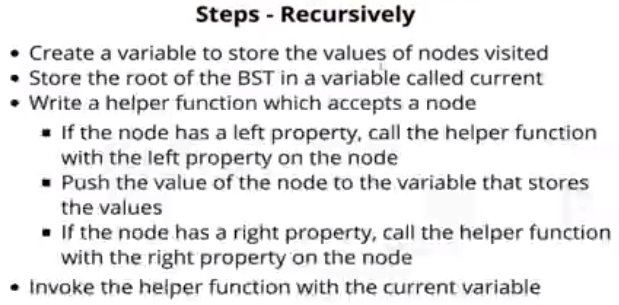 Steps - Recursively
• Create a variable to store the values of nodes visited
• Store the root of the BST in a variable called current
• Write a helper function which accepts a node
▪ If the node has a left property, call the helper function
with the left property on the node
▪ Push the value of the node to the variable that stores
the values
▪ If the node has a right property, call the helper function
with the right property on the node
• Invoke the helper function with the current variable